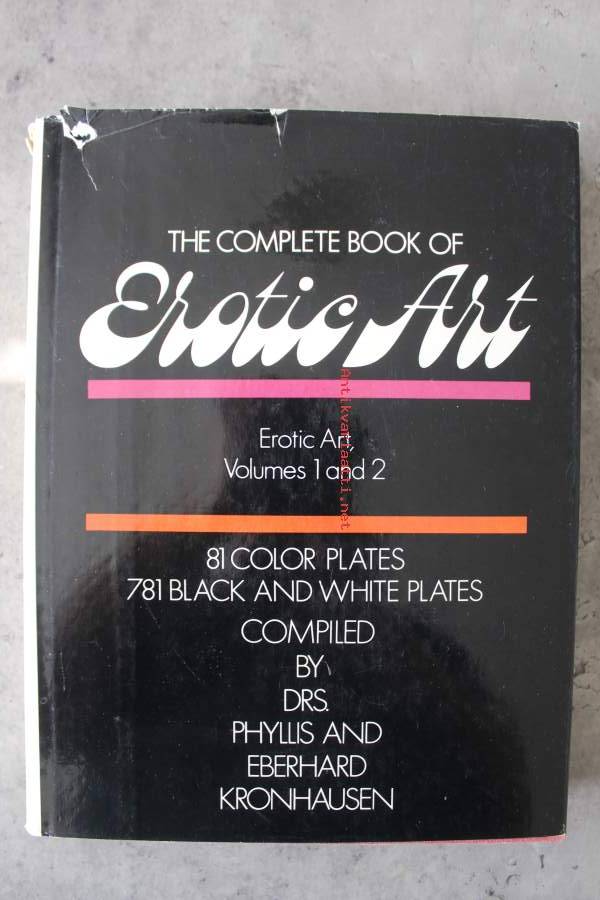 THE COMPLETE BOOK OF
Erotic Art
Erotic Art,
Volumes 1 and 2
81 COLOR PLATES
781 BLACK AND WHITE PLATES
COMPILED
BY
DRS.
PHYLLIS AND
EBERHARD
KRONHAUSEN
Antikvariaatti.net